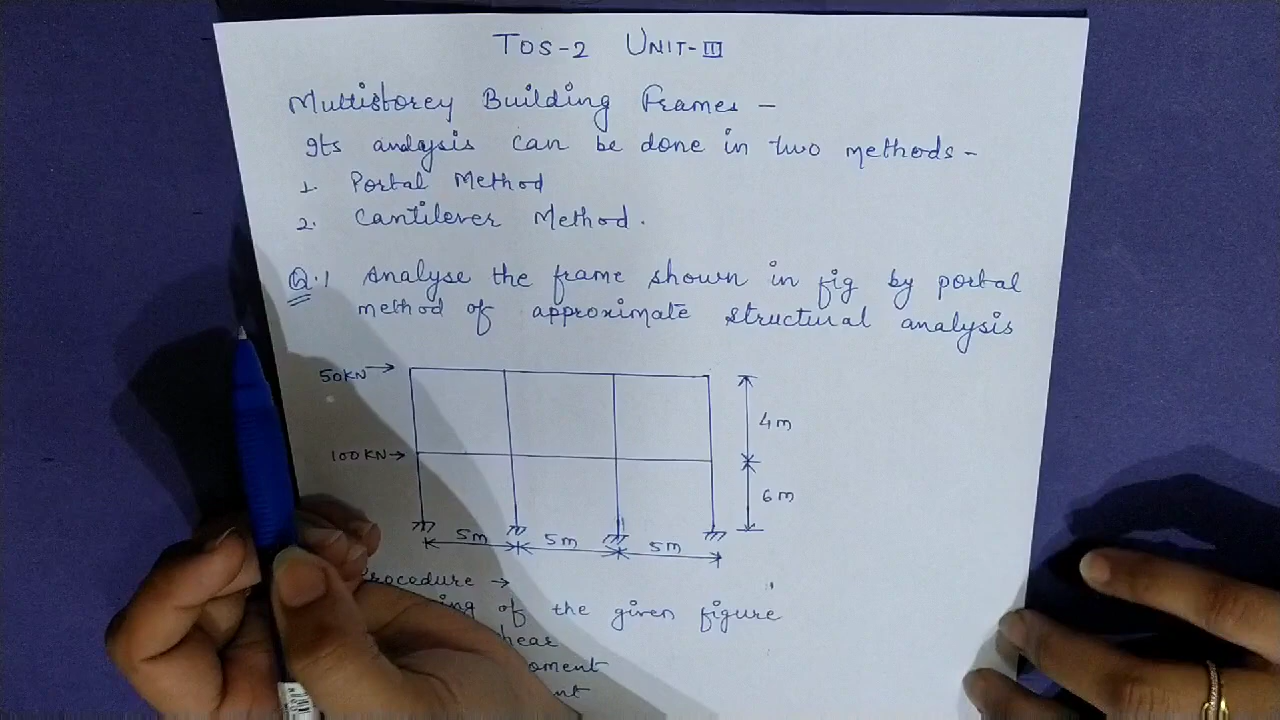 TOS-2 UNIT-III
Multistorey Building Frames -
Its analysis can be done in two methods -
1. Portal Method
2. Cantilever Method.
Q.1 Analyse the frame shown in fig by portal
method of approximate structural analysis
50KN
4m
100KN
6m
5m 5m 5m
Procedure →
of the given figure